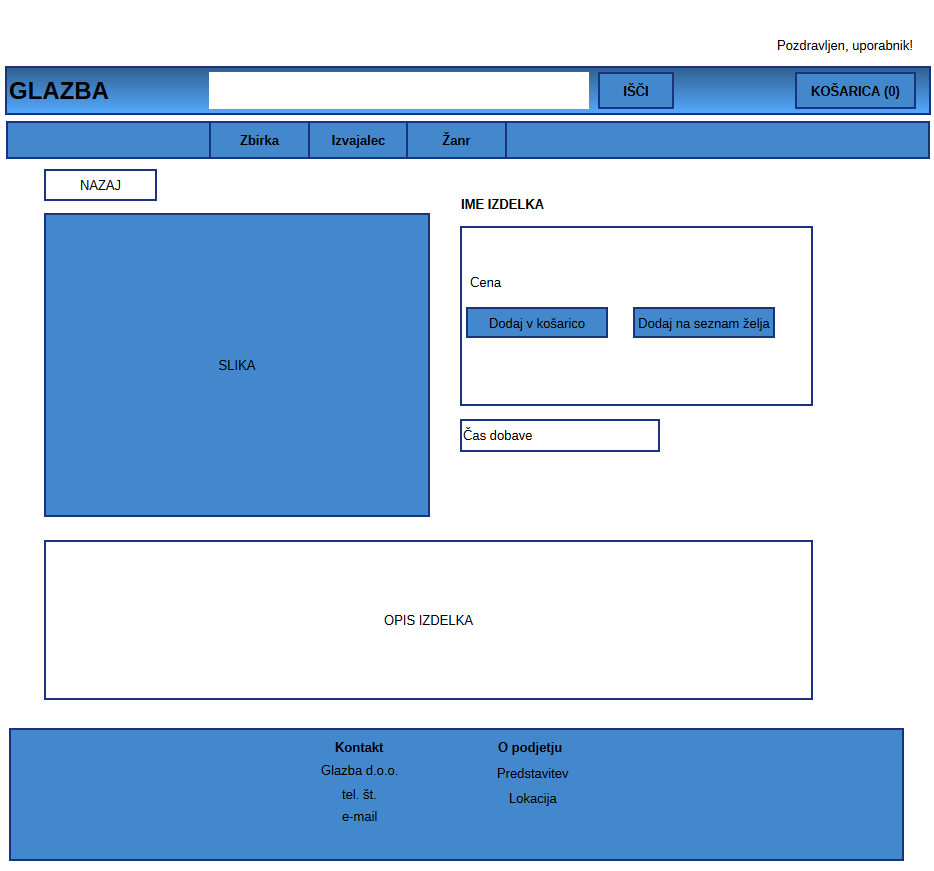 Pozdravljen, uporabnik!
GLAZBA
IŠČI
KOŠARICA (0)
Zbirka
Izvajalec
Žanr
NAZAJ
IME IZDELKA
Cena
Dodaj v košarico
Dodaj na seznam želja
SLIKA
Čas dobave
OPIS IZDELKA
Kontakt
Glazba d.o.o.
tel. št.
e-mail
O podjetju
Predstavitev
Lokacija